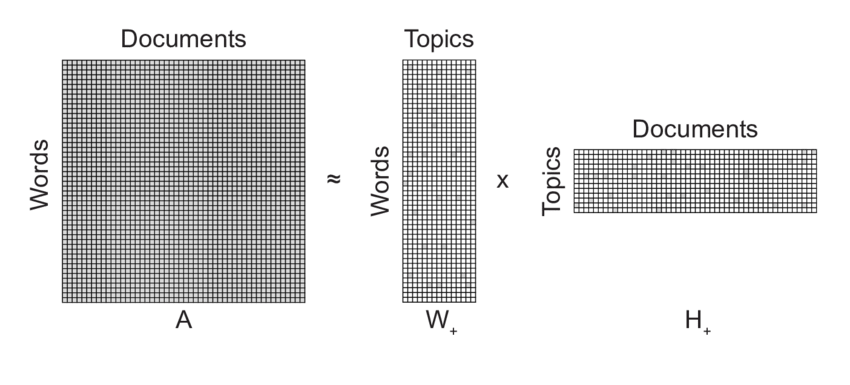 Documents
Words
A
≈
Topics
Words
W₊
x
Documents
Topics
H₊